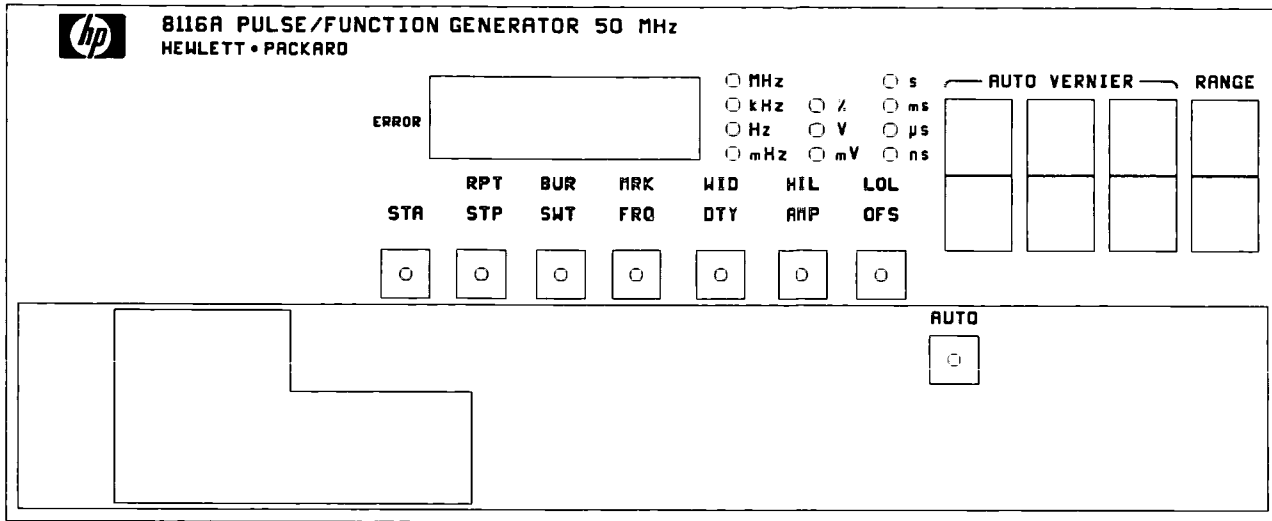 hp
8116A PULSE/FUNCTION GENERATOR 50 MHz
HEWLETT • PACKARD
ERROR
MHz s
kHz % ms
Hz V µs
mHz mV ns
AUTO VERNIER RANGE
RPT BUR MRK WID HIL LOL
STA STP SWT FRQ DTY AMP OFS
AUTO